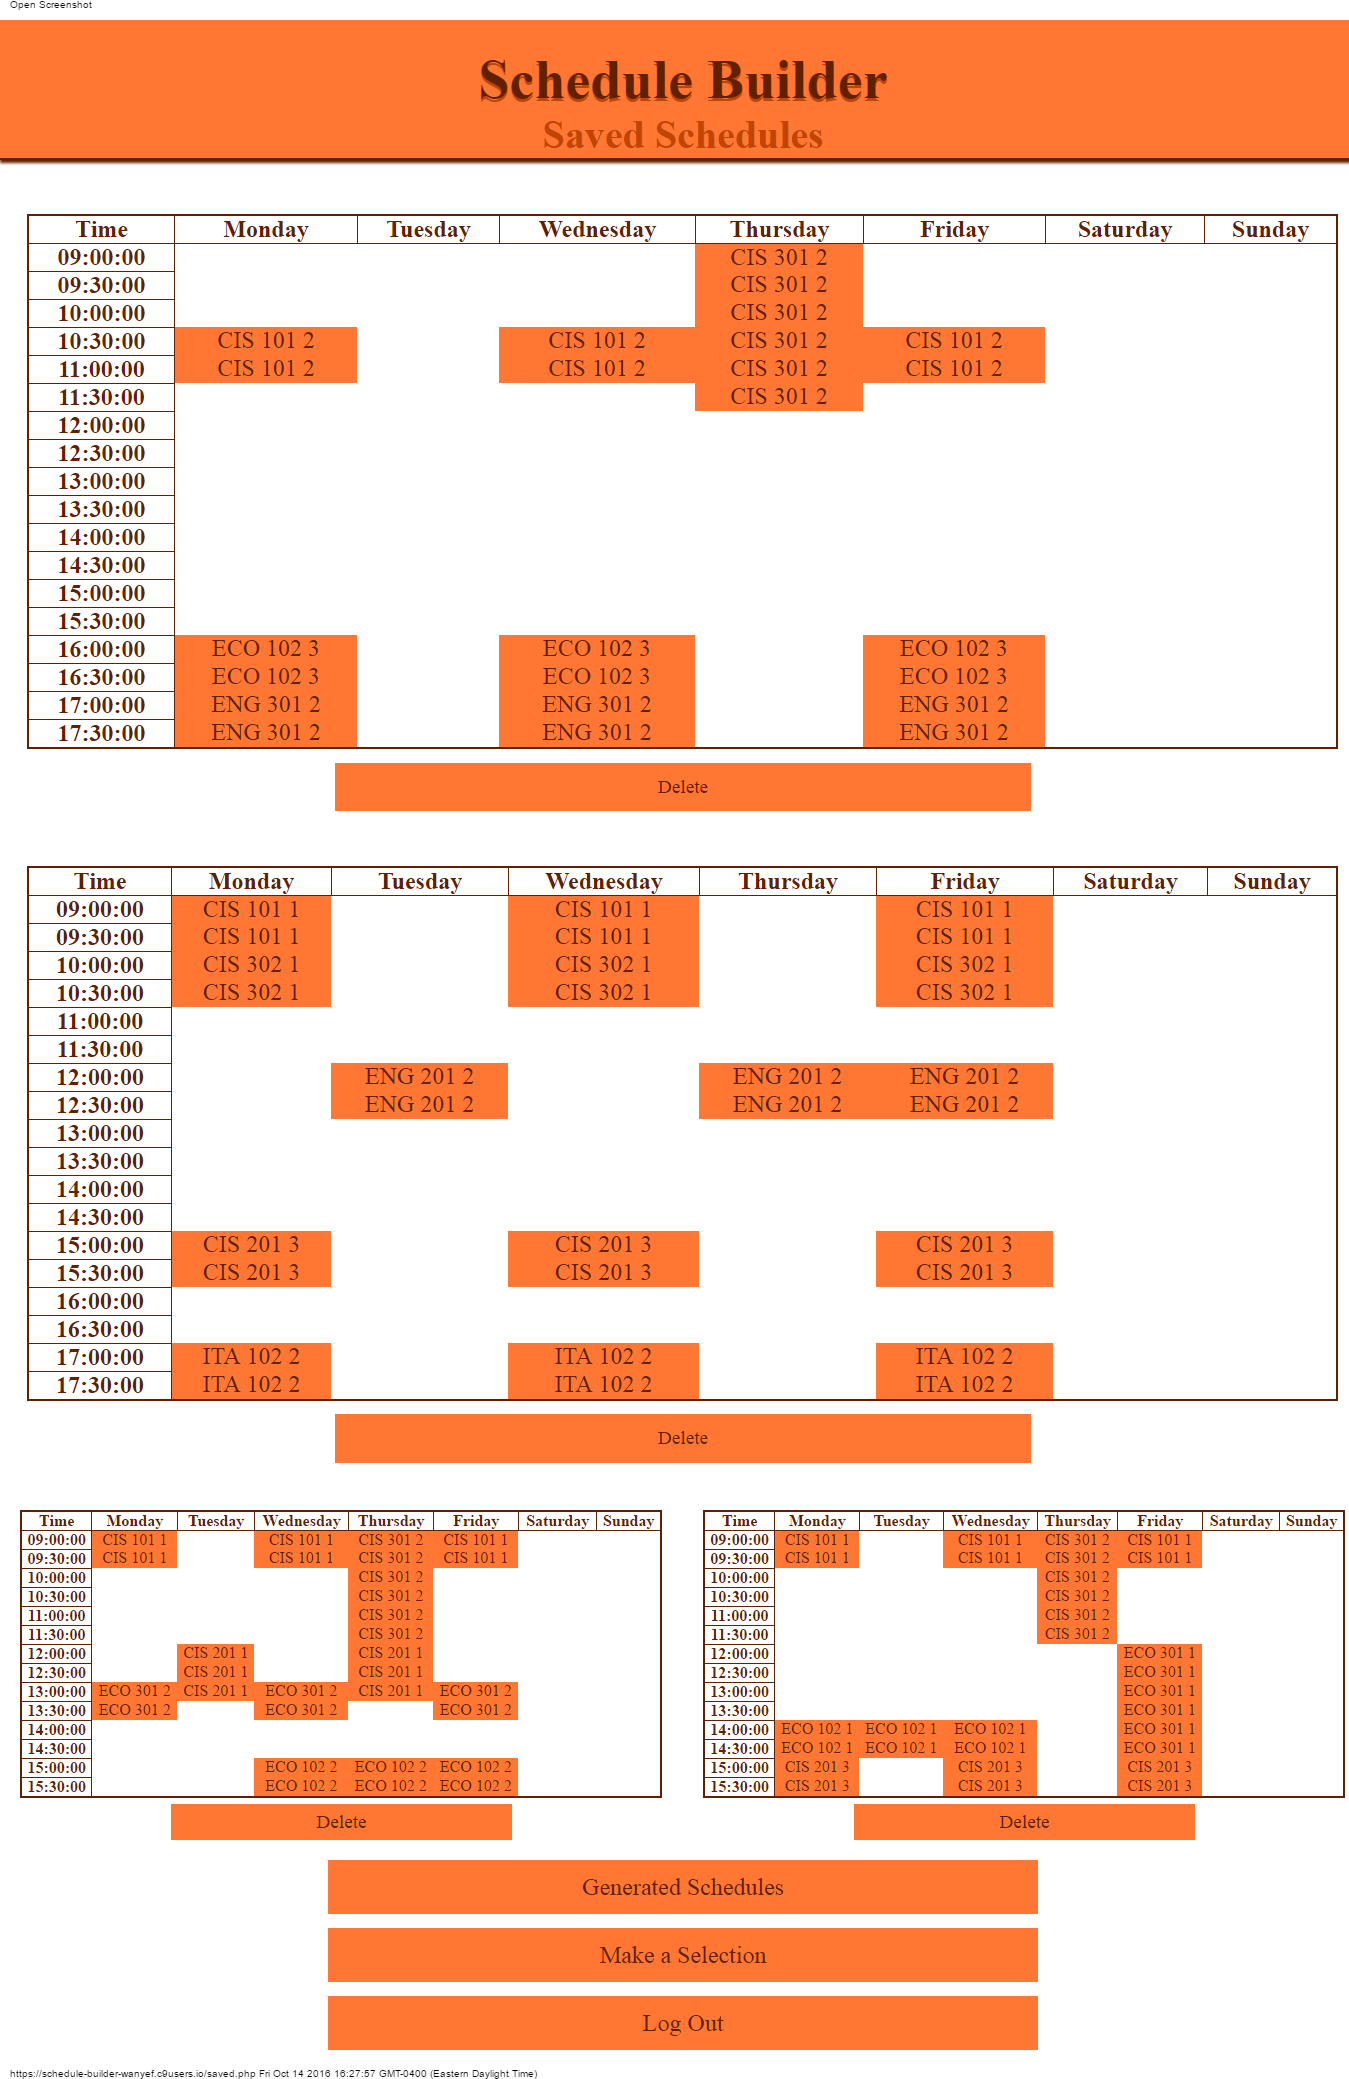 Open Screenshot
Schedule Builder
Saved Schedules
Time Monday Tuesday Wednesday Thursday Friday Saturday Sunday
09:00:00 CIS 301 2
09:30:00 CIS 301 2
10:00:00 CIS 301 2
10:30:00 CIS 101 2 CIS 101 2 CIS 301 2 CIS 101 2
11:00:00 CIS 101 2 CIS 101 2 CIS 301 2 CIS 101 2
11:30:00 CIS 301 2
12:00:00
12:30:00
13:00:00
13:30:00
14:00:00
14:30:00
15:00:00
15:30:00
16:00:00 ECO 102 3 ECO 102 3 ECO 102 3
16:30:00 ECO 102 3 ECO 102 3 ECO 102 3
17:00:00 ENG 301 2 ENG 301 2 ENG 301 2
17:30:00 ENG 301 2 ENG 301 2 ENG 301 2
Delete
Time Monday Tuesday Wednesday Thursday Friday Saturday Sunday
09:00:00 CIS 101 1 CIS 101 1 CIS 101 1
09:30:00 CIS 101 1 CIS 101 1 CIS 101 1
10:00:00 CIS 302 1 CIS 302 1 CIS 302 1
10:30:00 CIS 302 1 CIS 302 1 CIS 302 1
11:00:00
11:30:00
12:00:00 ENG 201 2 ENG 201 2 ENG 201 2
12:30:00 ENG 201 2 ENG 201 2 ENG 201 2
13:00:00
13:30:00
14:00:00
14:30:00
15:00:00 CIS 201 3 CIS 201 3 CIS 201 3
15:30:00 CIS 201 3 CIS 201 3 CIS 201 3
16:00:00
16:30:00
17:00:00 ITA 102 2 ITA 102 2 ITA 102 2
17:30:00 ITA 102 2 ITA 102 2 ITA 102 2
Delete
Time Monday Tuesday Wednesday Thursday Friday Saturday Sunday
09:00:00 CIS 101 1 CIS 101 1 CIS 301 2 CIS 101 1
09:30:00 CIS 101 1 CIS 101 1 CIS 301 2 CIS 101 1
10:00:00 CIS 301 2
10:30:00 CIS 301 2
11:00:00 CIS 301 2
11:30:00 CIS 301 2
12:00:00 CIS 201 1 CIS 201 1
12:30:00 CIS 201 1 CIS 201 1
13:00:00 ECO 301 2 CIS 201 1 ECO 301 2 CIS 201 1 ECO 301 2
13:30:00 ECO 301 2 ECO 301 2 ECO 301 2
14:00:00
14:30:00
15:00:00 ECO 102 2 ECO 102 2 ECO 102 2
15:30:00 ECO 102 2 ECO 102 2 ECO 102 2
Delete
Time Monday Tuesday Wednesday Thursday Friday Saturday Sunday
09:00:00 CIS 101 1 CIS 101 1 CIS 301 2 CIS 101 1
09:30:00 CIS 101 1 CIS 101 1 CIS 301 2 CIS 101 1
10:00:00 CIS 301 2
10:30:00 CIS 301 2
11:00:00 CIS 301 2
11:30:00 CIS 301 2
12:00:00 ECO 301 1
12:30:00 ECO 301 1
13:00:00 ECO 301 1
13:30:00 ECO 301 1
14:00:00 ECO 102 1 ECO 102 1 ECO 102 1 ECO 301 1
14:30:00 ECO 102 1 ECO 102 1 ECO 102 1 ECO 301 1
15:00:00 CIS 201 3 CIS 201 3 CIS 201 3
15:30:00 CIS 201 3 CIS 201 3 CIS 201 3
Delete
Generated Schedules
Make a Selection
Log Out
https://schedule-builder-wanyef.c9users.io/saved.php Fri Oct 14 2016 16:27:57 GMT-0400 (Eastern Daylight Time)